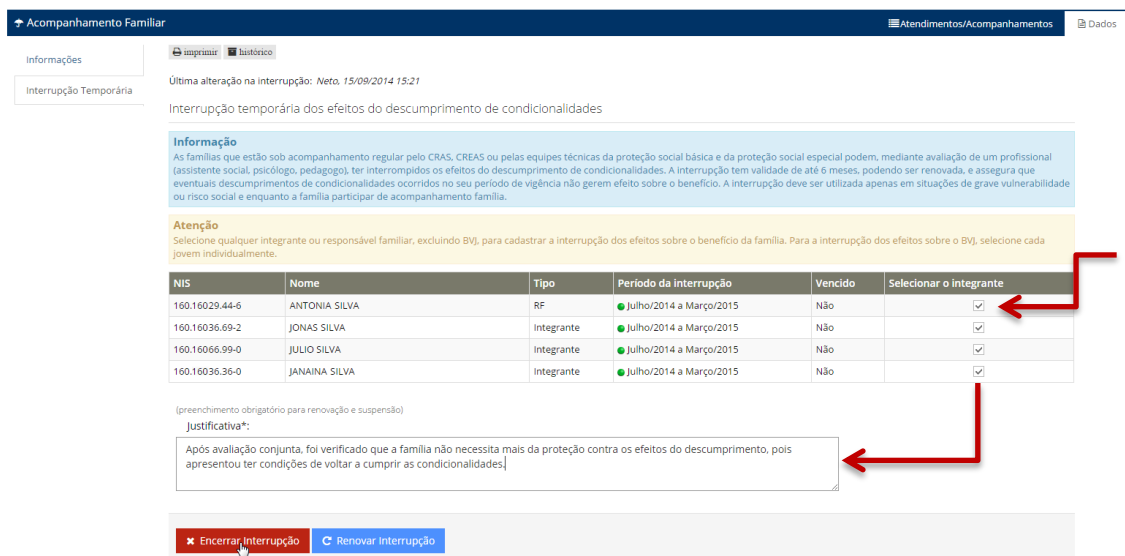 Acompanhamento Familiar
Atendimentos/Acompanhamentos
Dados
Informações
Interrupção Temporária
imprimir histórico
Última alteração na interrupção: Neto, 15/09/2014 15:21
Interrupção temporária dos efeitos do descumprimento de condicionalidades
Informação
As famílias que estão sob acompanhamento regular pelo CRAS, CREAS ou pelas equipes técnicas da proteção social básica e da proteção social especial podem, mediante avaliação de um profissional
(assistente social, psicólogo, pedagogo), ter interrompidos os efeitos do descumprimento de condicionalidades. A interrupção tem validade de até 6 meses, podendo ser renovada, e assegura que
eventuais descumprimentos de condicionalidades ocorridos no seu período de vigência não gerem efeito sobre o benefício. A interrupção deve ser utilizada apenas em situações de grave vulnerabilidade
ou risco social e enquanto a família participar de acompanhamento família.
Atenção
Selecione qualquer integrante ou responsável familiar, excluindo BVJ, para cadastrar a interrupção dos efeitos sobre o benefício da família. Para a interrupção dos efeitos sobre o BVJ, selecione cada
jovem individualmente.
NIS Nome Tipo Período da interrupção Vencido Selecionar o integrante
160.16029.44-6 ANTONIA SILVA RF Julho/2014 a Março/2015 Não
160.16036.69-2 JONAS SILVA Integrante Julho/2014 a Março/2015 Não
160.16066.99-0 JULIO SILVA Integrante Julho/2014 a Março/2015 Não
160.16036.36-0 JANAINA SILVA Integrante Julho/2014 a Março/2015 Não
(preenchimento obrigatório para renovação e suspensão)
Justificativa*:
Após avaliação conjunta, foi verificado que a família não necessita mais da proteção contra os efeitos do descumprimento, pois
apresentou ter condições de voltar a cumprir as condicionalidades.
Encerrar Interrupção Renovar Interrupção